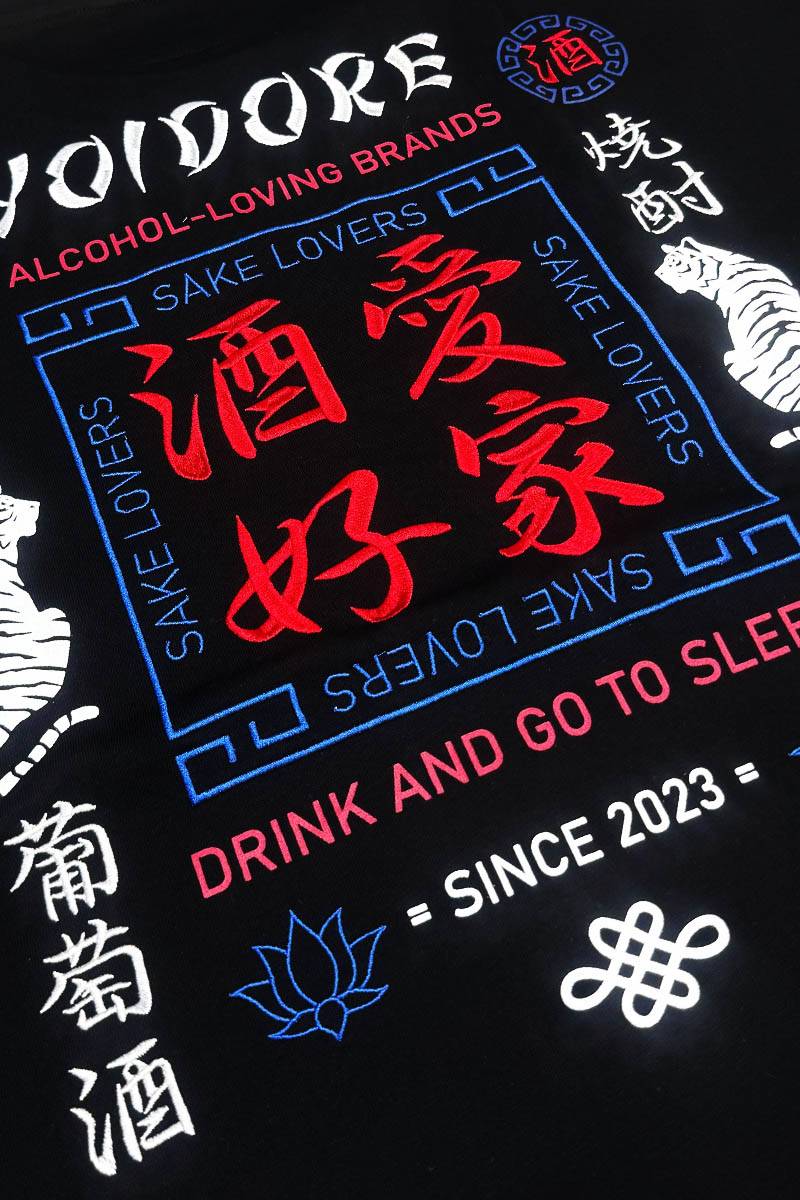 YOIDORE
酒
ALCOHOL-LOVING BRANDS
焼酎
SAKE LOVERS
SAKE LOVERS
SAKE LOVERS
SAKE LOVERS
愛家
酒好
DRINK AND GO TO SLEEP
= SINCE 2023 =
葡萄酒